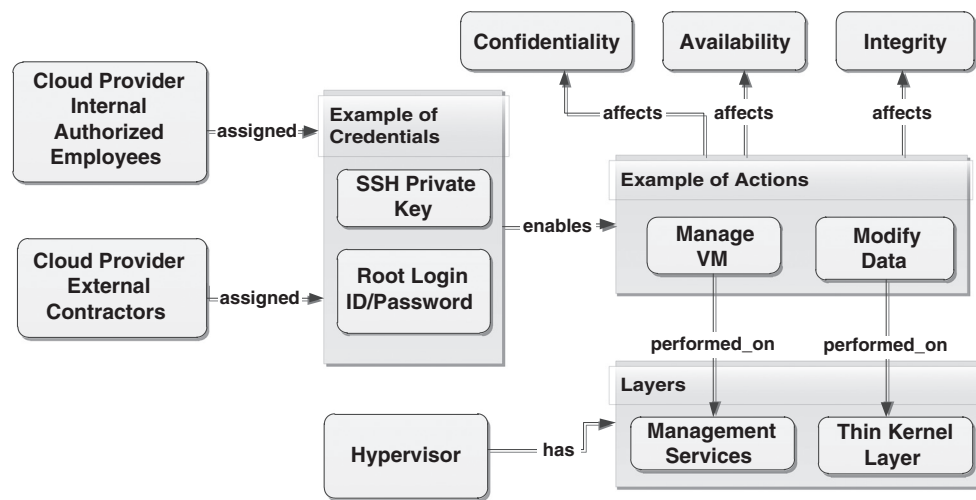 Confidentiality
Availability
Integrity
Cloud Provider
Internal
Authorized
Employees
assigned
Example of
Credentials
SSH Private
Key
Root Login
ID/Password
Cloud Provider
External
Contractors
assigned
enables
affects
affects
affects
Example of Actions
Manage
VM
Modify
Data
performed_on
performed_on
Layers
Management
Services
Thin Kernel
Layer
Hypervisor
has